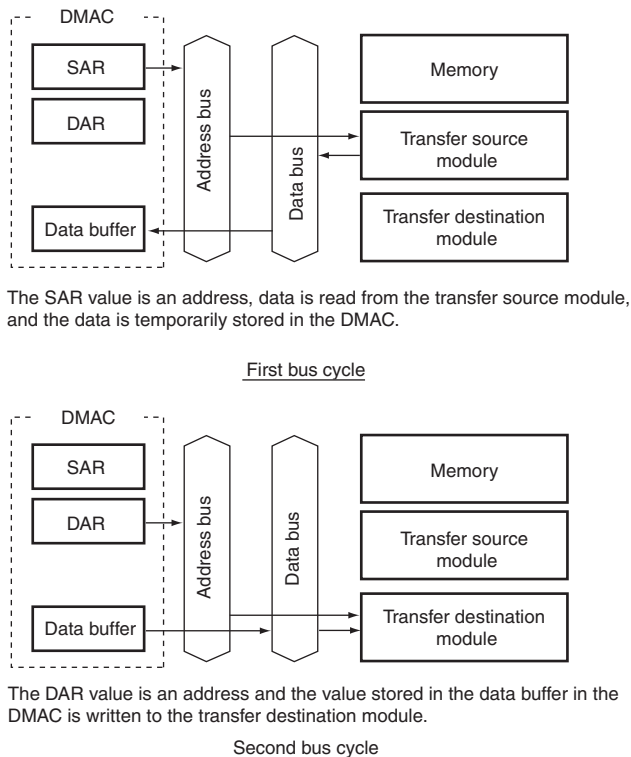 DMAC
SAR
DAR
Data buffer
Address bus
Data bus
Memory
Transfer source
module
Transfer destination
module
The SAR value is an address, data is read from the transfer source module,
and the data is temporarily stored in the DMAC.
First bus cycle
DMAC
SAR
DAR
Data buffer
Address bus
Data bus
Memory
Transfer source
module
Transfer destination
module
The DAR value is an address and the value stored in the data buffer in the
DMAC is written to the transfer destination module.
Second bus cycle